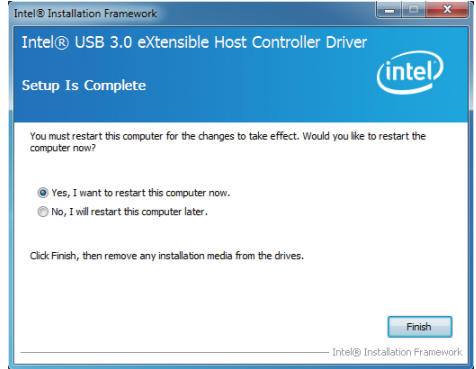 Intel® Installation Framework
Intel® USB 3.0 eXtensible Host Controller Driver
Setup Is Complete
intel
You must restart this computer for the changes to take effect. Would you like to restart the
computer now?
Yes, I want to restart this computer now.
No, I will restart this computer later.
Click Finish, then remove any installation media from the drives.
Finish
Intel® Installation Framework